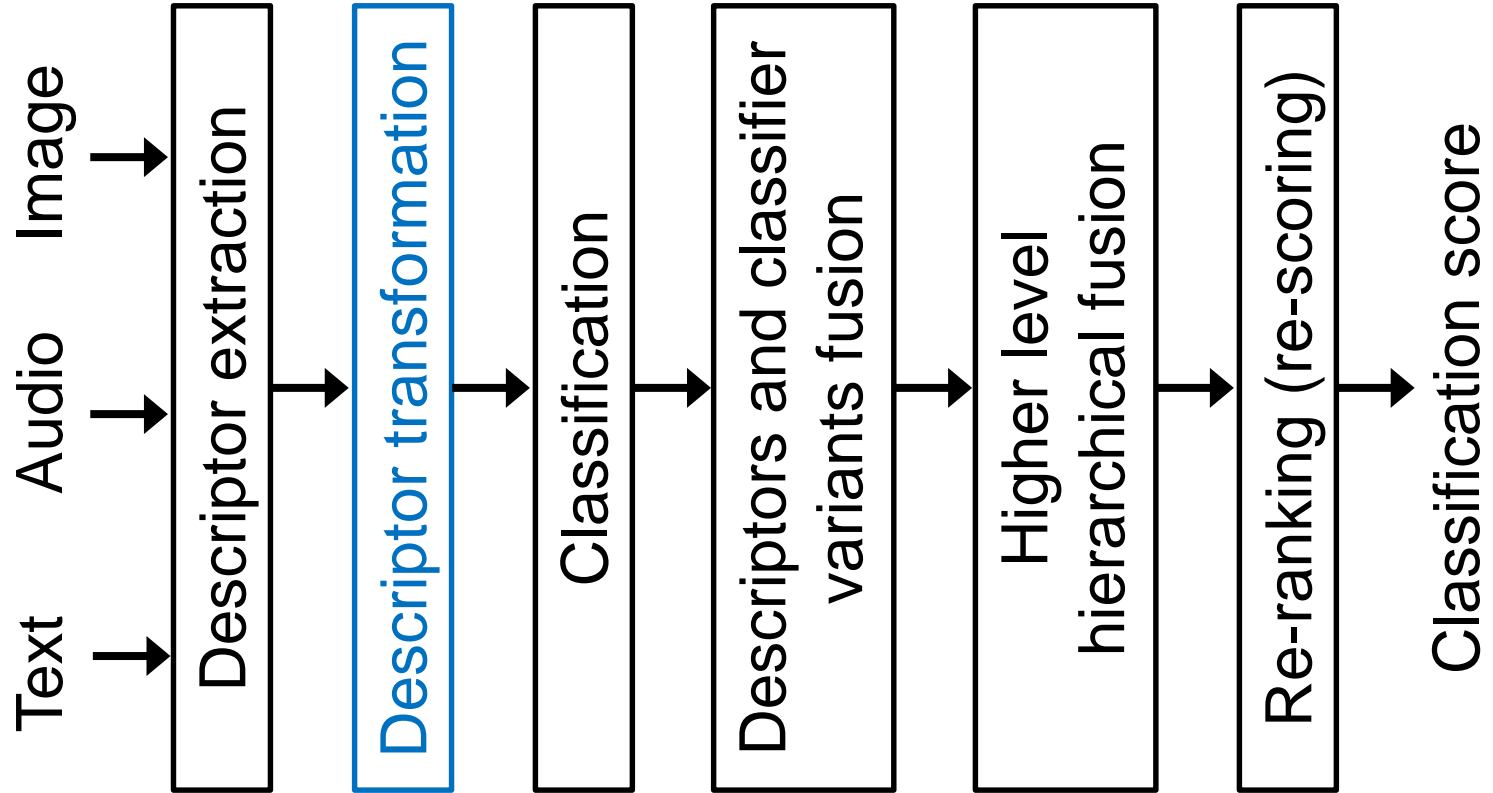 Image
Audio
Text
Descriptor extraction
Descriptor transformation
Classification
Descriptors and classifier
variants fusion
Higher level
hierarchical fusion
Re-ranking (re-scoring)
Classification score